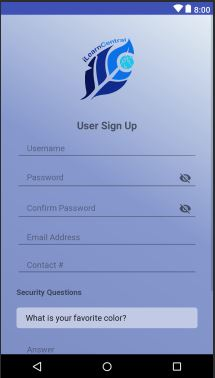 8:00
iLearnCentral
User Sign Up
Username
Password
Confirm Password
Email Address
Contact #
Security Questions
What is your favorite color?
Answer